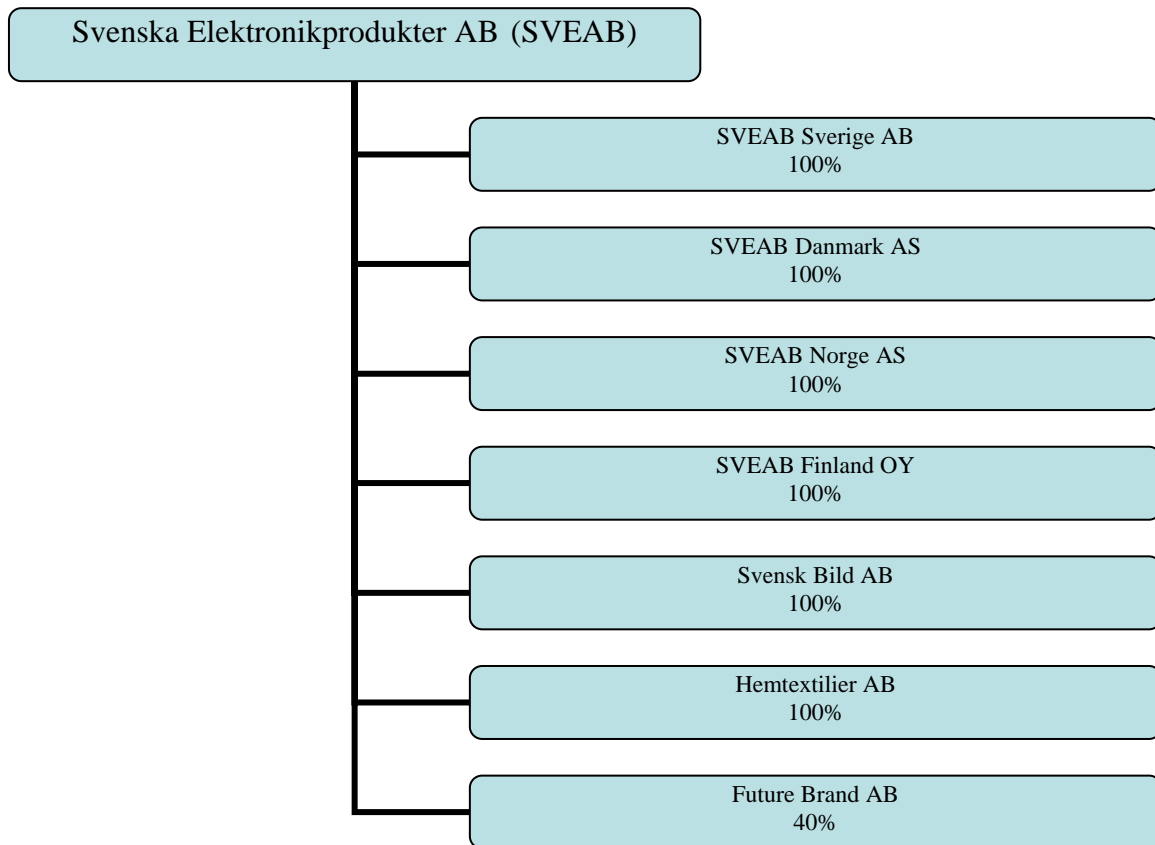 Svenska Elektronikprodukter AB (SVEAB)
SVEAB Sverige AB
100%
SVEAB Danmark AS
100%
SVEAB Norge AS
100%
SVEAB Finland OY
100%
Svensk Bild AB
100%
Hemtextilier AB
100%
Future Brand AB
40%